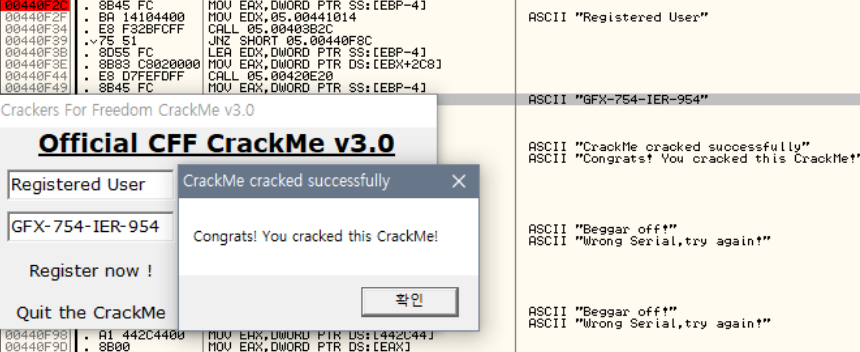 00440F2C . 8B45 FC MOV EAX,DWORD PTR SS:[EBP-4]
00440F2F . BA 14104400 MOV EDX,05.00441014 ASCII "Registered User"
00440F34 . E8 F32BFCFF CALL 05.00403B2C
00440F39 .v75 51 JNZ SHORT 05.00440F8C
00440F3B . 8D55 FC LEA EDX,DWORD PTR SS:[EBP-4]
00440F3E . 8B83 C8020000 MOV EAX,DWORD PTR DS:[EBX+2C8]
00440F44 . E8 D7FEFDFF CALL 05.00420E20
00440F49 . 8B45 FC MOV EAX,DWORD PTR SS:[EBP-4]
ASCII "GFX-754-IER-954"
Crackers For Freedom CrackMe v3.0
Official CFF CrackMe v3.0
ASCII "CrackMe cracked successfully"
ASCII "Congrats! You cracked this CrackMe!"
Registered User
CrackMe cracked successfully
GFX-754-IER-954
Congrats! You cracked this CrackMe!
ASCII "Beggar off!"
ASCII "Wrong Serial,try again!"
Register now !
확인
Quit the CrackMe
ASCII "Beggar off!"
ASCII "Wrong Serial,try again!"
00440F98 . A1 442C4400 MOV EAX,DWORD PTR DS:[442C44]
00440F9D . 8B00 MOV EAX,DWORD PTR DS:[EAX]